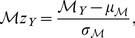 ℳz_Y = (ℳ_Y − μ_ℳ) / σ_ℳ,